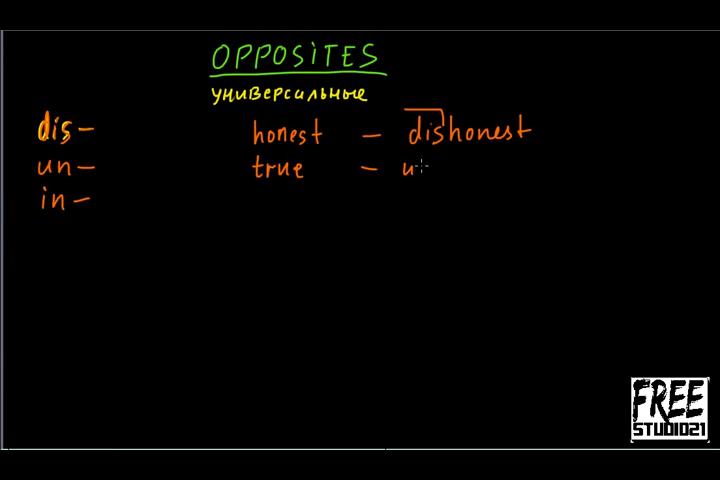 OPPOSITES
универсальные
dis – honest – dishonest
un – true – u
in –
FREE
STUDIO21